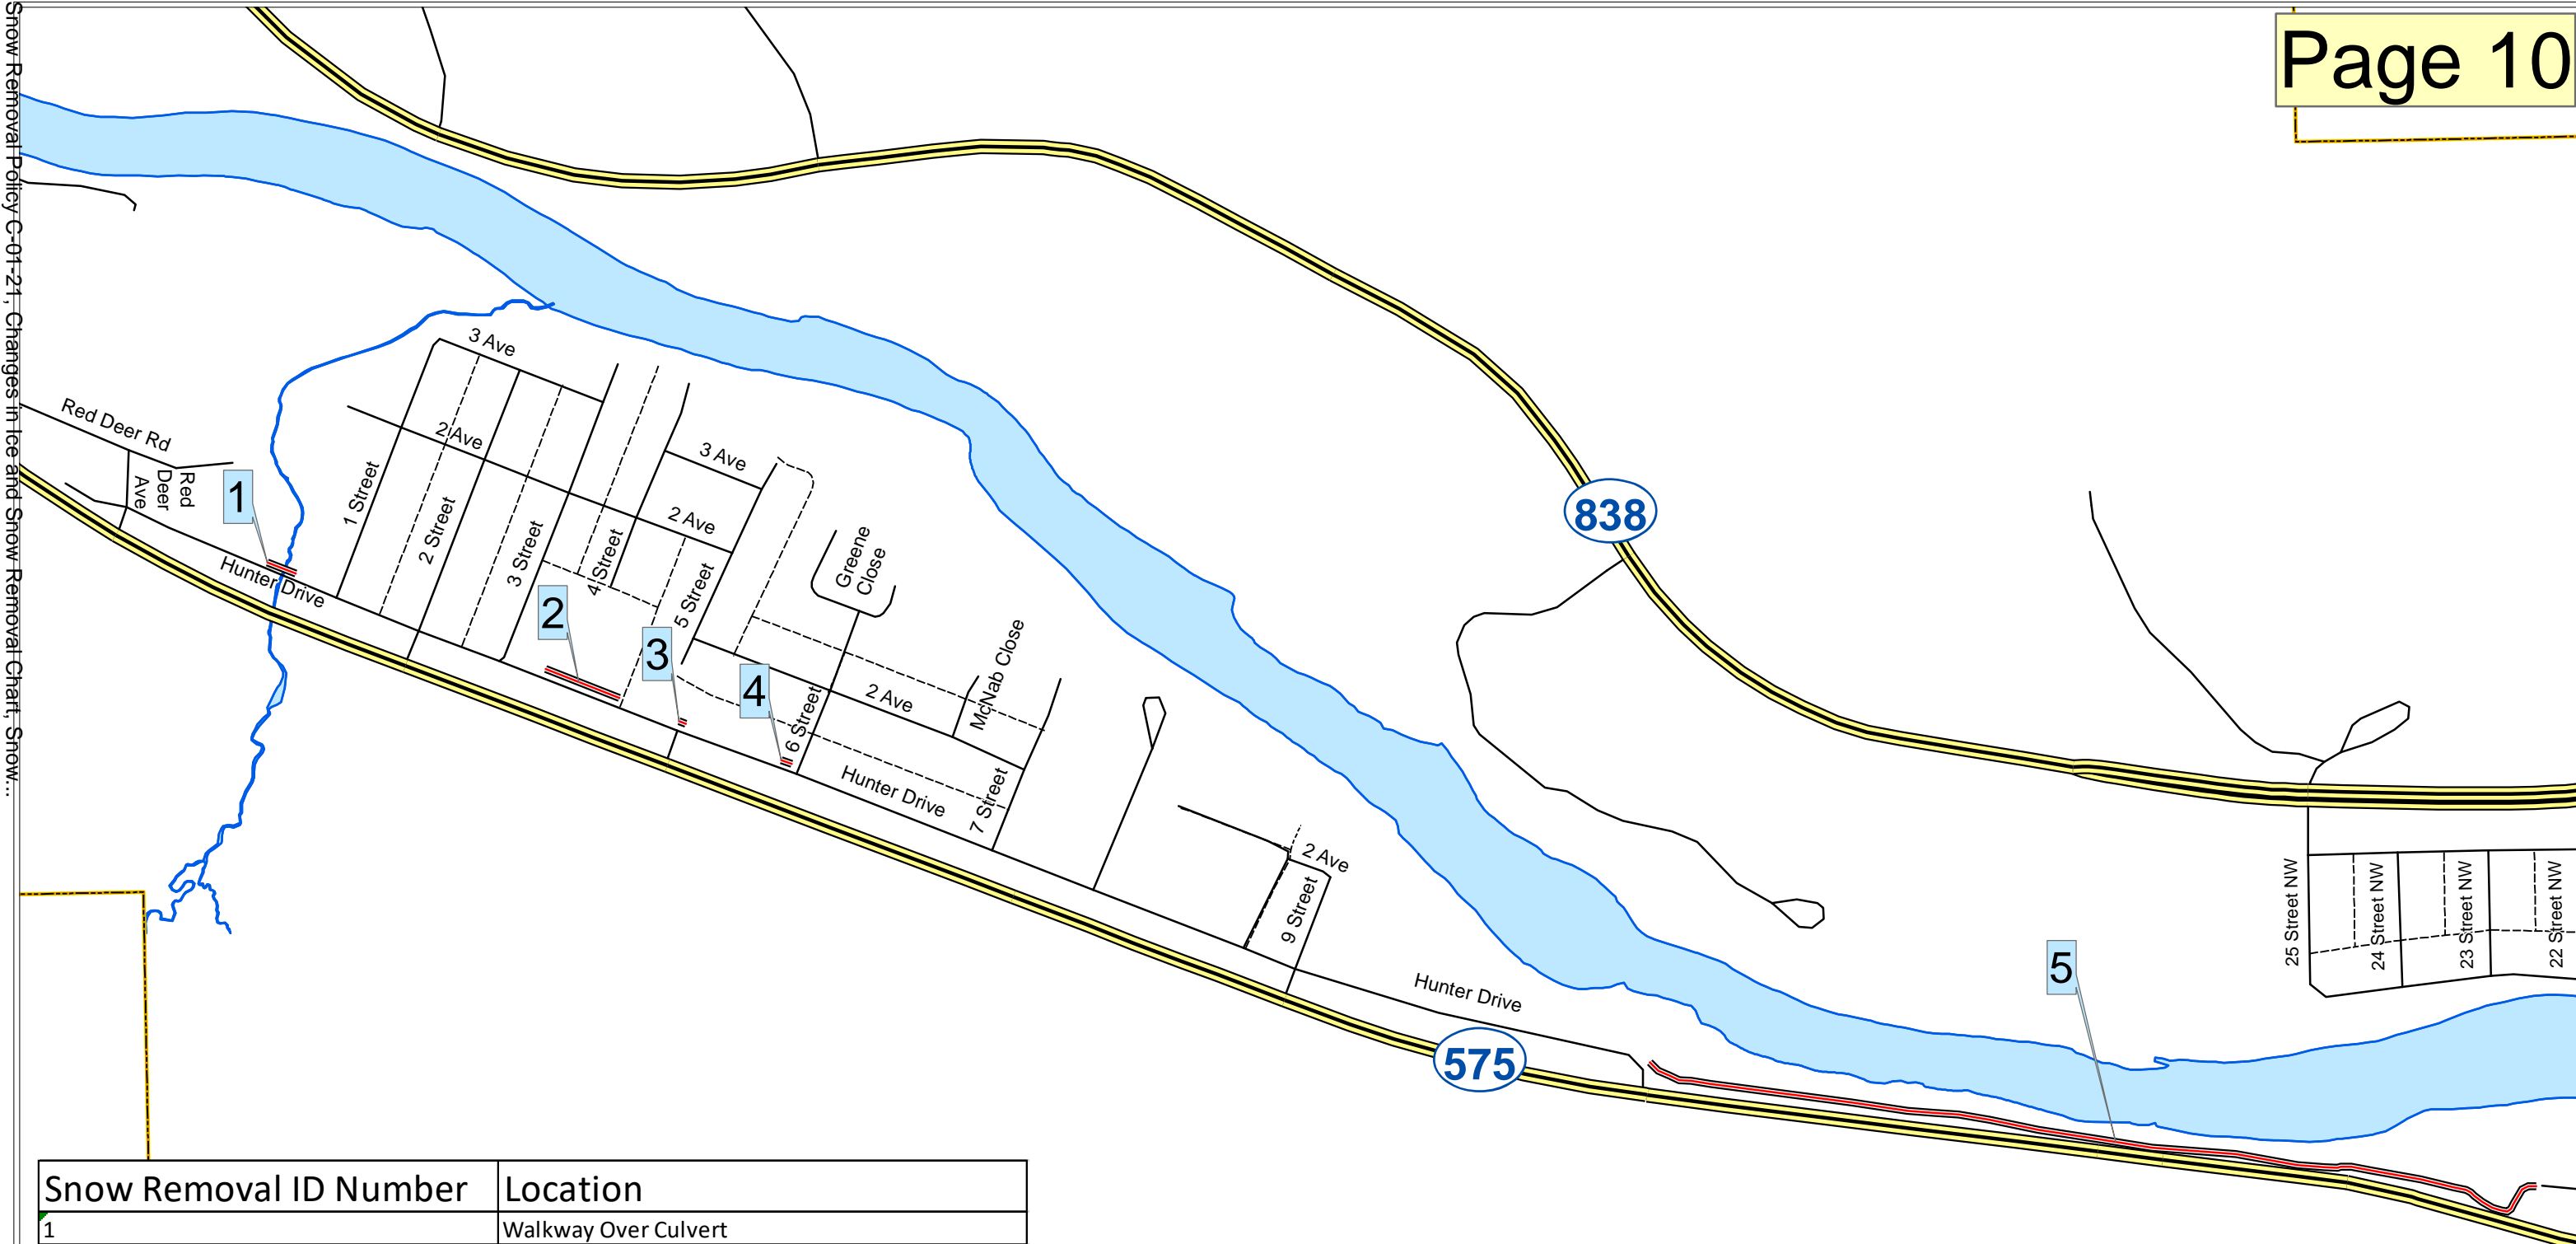 Page 10
Snow Removal Policy C-01-21, Changes in Ice and Snow Removal Chart, Snow...
3 Ave
Red Deer Rd
2 Ave
3 Ave
Red
Deer
Ave
1
1 Street
2 Street
3 Street
4 Street
2 Ave
838
Greene
Close
Hunter Drive
2
5 Street
3
4
McNab Close
2 Ave
6 Street
Hunter Drive
7 Street
2 Ave
9 Street
25 Street NW
24 Street NW
23 Street NW
22 Street NW
5
Hunter Drive
575
Snow Removal ID Number Location
1 Walkway Over Culvert